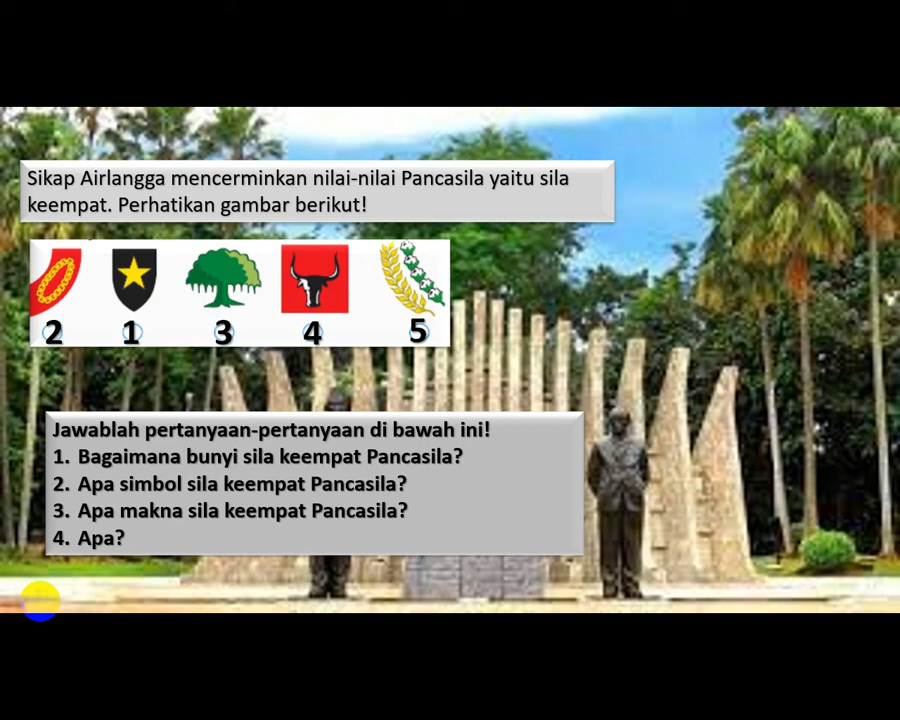 Sikap Airlangga mencerminkan nilai-nilai Pancasila yaitu sila
keempat. Perhatikan gambar berikut!
2 1 3 4 5
Jawablah pertanyaan-pertanyaan di bawah ini!
1. Bagaimana bunyi sila keempat Pancasila?
2. Apa simbol sila keempat Pancasila?
3. Apa makna sila keempat Pancasila?
4. Apa?